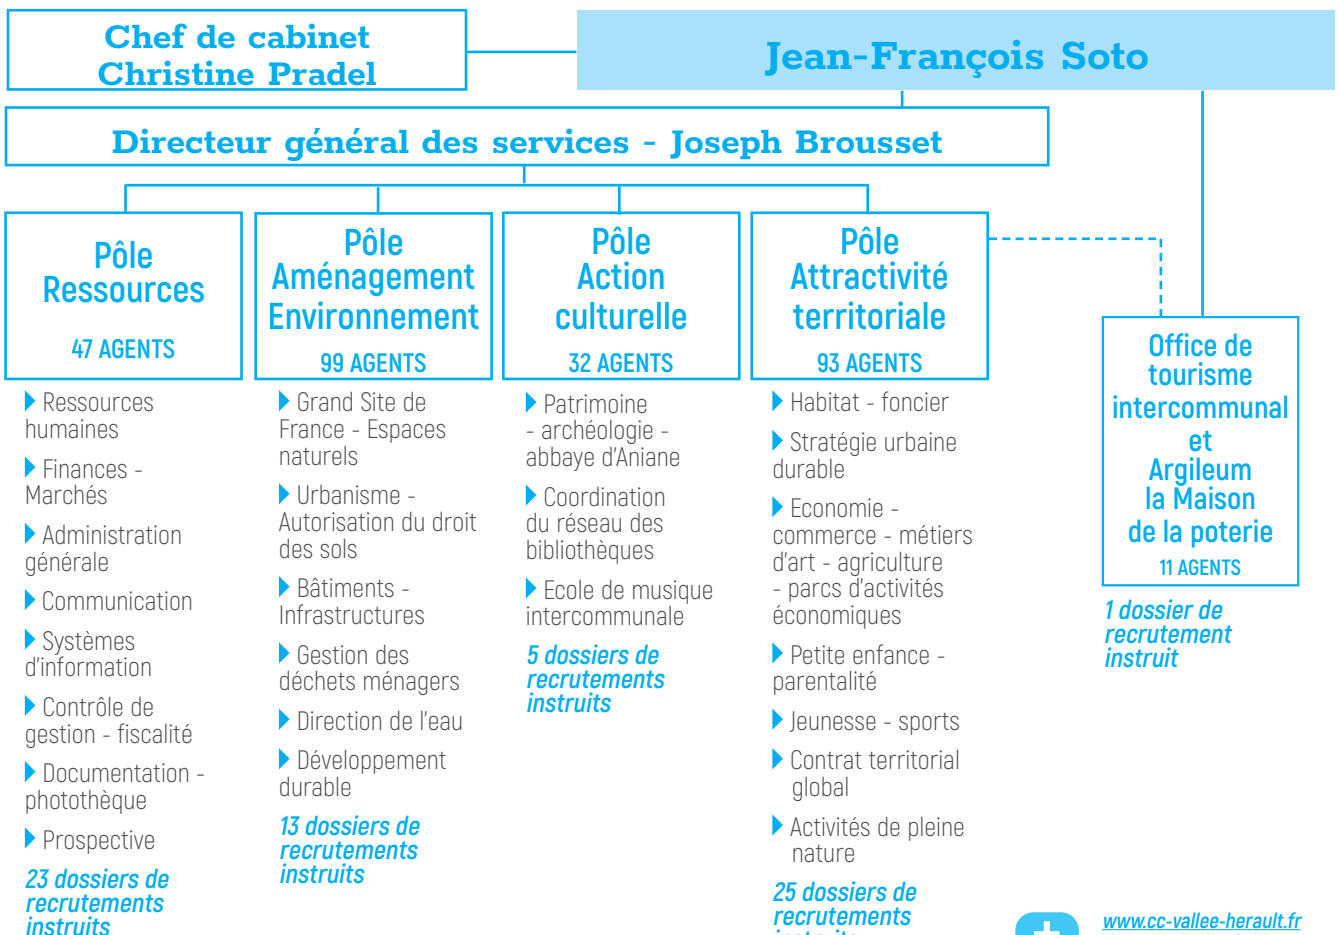 Chef de cabinet
Christine Pradel
Jean-François Soto
Directeur général des services - Joseph Brousset
Pôle
Ressources
47 AGENTS
Ressources
humaines
Finances -
Marchés
Administration
générale
Communication
Systèmes
d'information
Contrôle de
gestion - fiscalité
Documentation -
photothèque
Prospective
23 dossiers de
recrutements
instruits
Pôle
Aménagement
Environnement
99 AGENTS
Grand Site de
France - Espaces
naturels
Urbanisme -
Autorisation du droit
des sols
Bâtiments -
Infrastructures
Gestion des
déchets ménagers
Direction de l'eau
Développement
durable
13 dossiers de
recrutements
instruits
Pôle
Action
culturelle
32 AGENTS
Patrimoine
- archéologie -
abbaye d'Aniane
Coordination
du réseau des
bibliothèques
Ecole de musique
intercommunale
5 dossiers de
recrutements
instruits
Pôle
Attractivité
territoriale
93 AGENTS
Habitat - foncier
Stratégie urbaine
durable
Economie -
commerce - métiers
d'art - agriculture
- parcs d'activités
économiques
Petite enfance -
parentalité
Jeunesse - sports
Contrat territorial
global
Activités de pleine
nature
25 dossiers de
recrutements
Office de
tourisme
intercommunal
et
Argileum
la Maison
de la poterie
11 AGENTS
1 dossier de
recrutement
instruit
www.cc-vallee-herault.fr